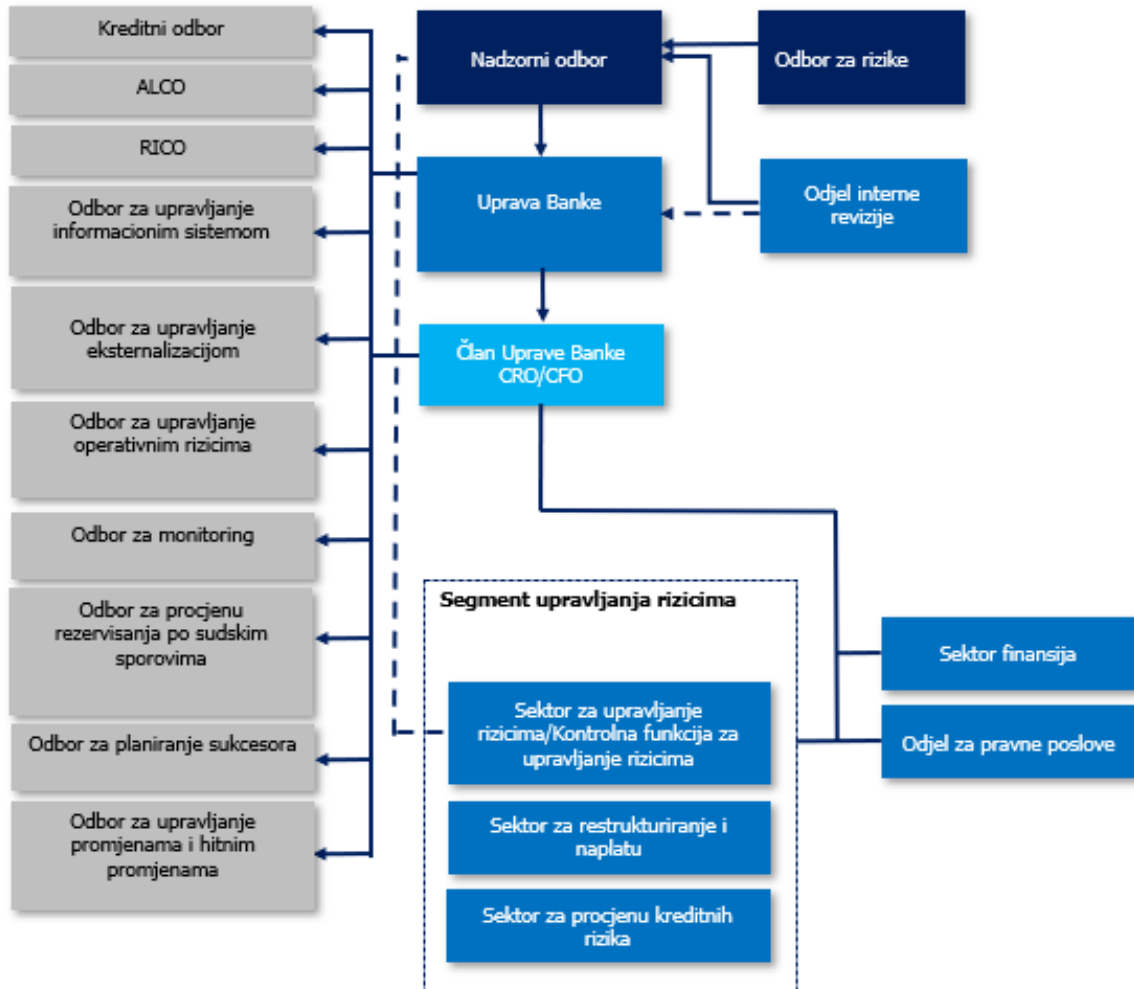 Kreditni odbor
ALCO
RICO
Odbor za upravljanje
informacionim sistemom
Odbor za upravljanje
eksternalizacijom
Odbor za upravljanje
operativnim rizicima
Odbor za monitoring
Odbor za procjenu
rezervisanja po sudskim
sporovima
Odbor za planiranje sukcesora
Odbor za upravljanje
promjenama i hitnim
promjenama
Nadzorni odbor
Odbor za rizike
Uprava Banke
Odjel interne
revizije
Član Uprave Banke
CRO/CFO
Segment upravljanja rizicima
Sektor za upravljanje
rizicima/Kontrolna funkcija za
upravljanje rizicima
Sektor za restrukturiranje i
naplatu
Sektor za procjenu kreditnih
rizika
Sektor finansija
Odjel za pravne poslove